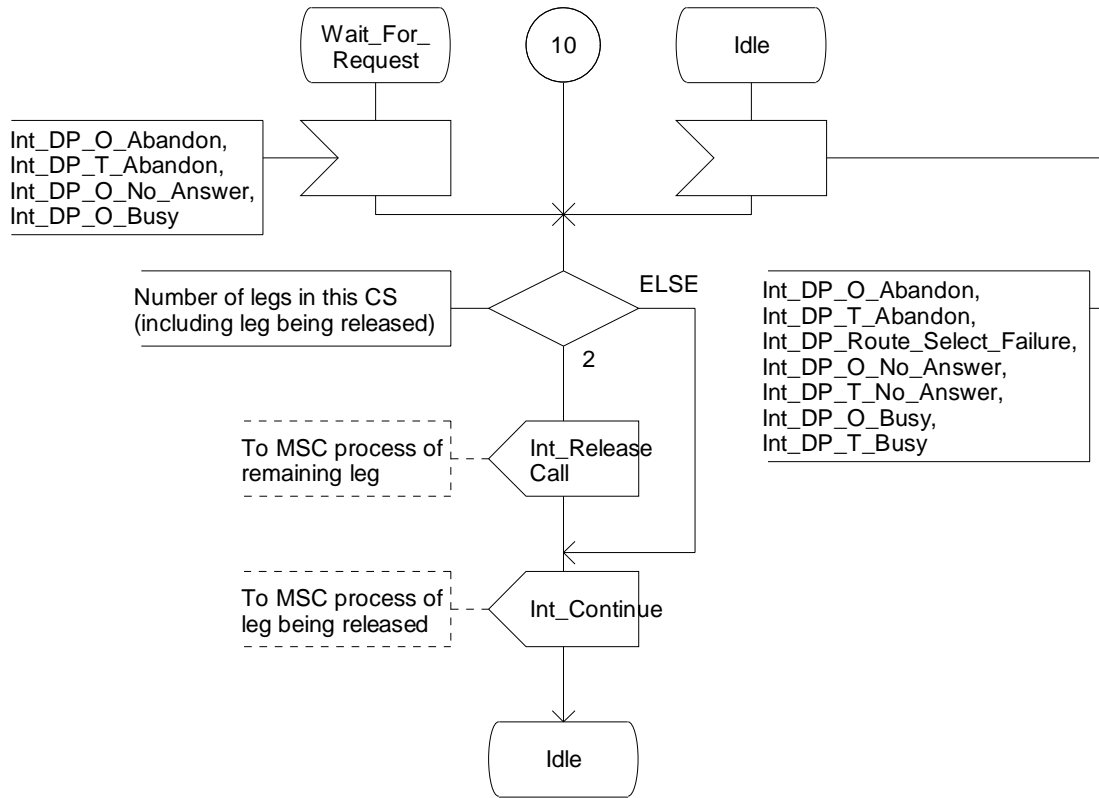 Wait_For_
Request
10
Idle
Int_DP_O_Abandon,
Int_DP_T_Abandon,
Int_DP_O_No_Answer,
Int_DP_O_Busy
Number of legs in this CS
(including leg being released)
ELSE
2
Int_DP_O_Abandon,
Int_DP_T_Abandon,
Int_DP_Route_Select_Failure,
Int_DP_O_No_Answer,
Int_DP_T_No_Answer,
Int_DP_O_Busy,
Int_DP_T_Busy
To MSC process of
remaining leg
Int_Release
Call
To MSC process of
leg being released
Int_Continue
Idle